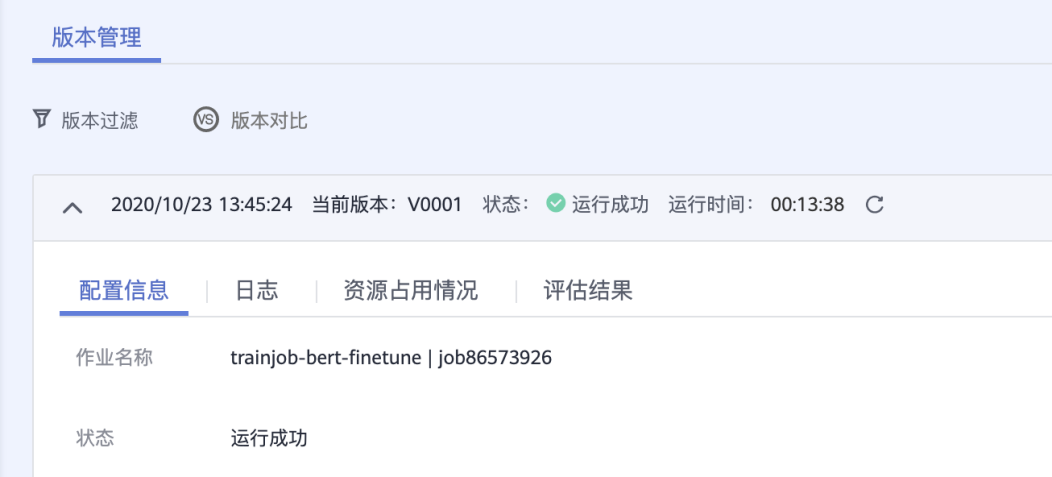 版本管理
版本过滤 VS 版本对比
2020/10/23 13:45:24 当前版本：V0001 状态： 运行成功 运行时间： 00:13:38
配置信息 日志 资源占用情况 评估结果
作业名称 trainjob-bert-finetune | job86573926
状态 运行成功